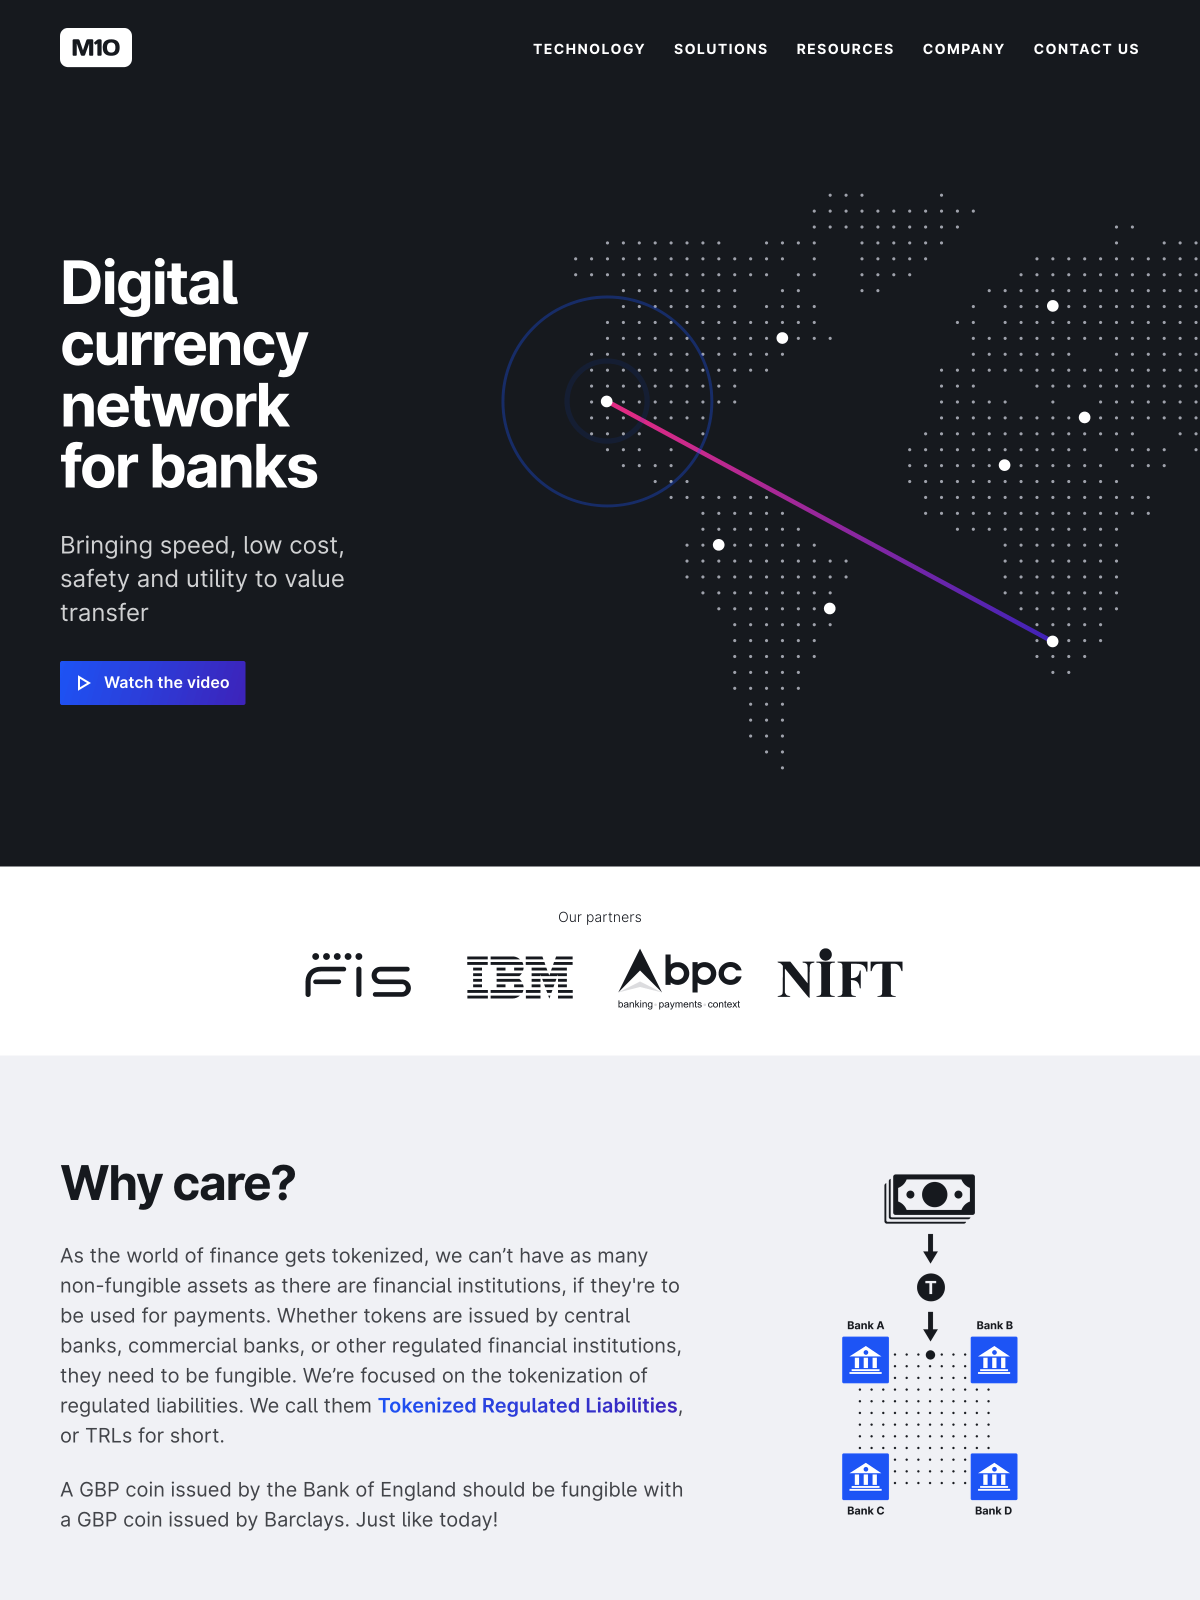 M10
TECHNOLOGY SOLUTIONS RESOURCES COMPANY CONTACT US
Digital
currency
network
for banks
Bringing speed, low cost,
safety and utility to value
transfer
Watch the video
Our partners
FIS
IBM
bpc
banking · payments · context
NIFT
Why care?
As the world of finance gets tokenized, we can’t have as many
non-fungible assets as there are financial institutions, if they're to
be used for payments. Whether tokens are issued by central
banks, commercial banks, or other regulated financial institutions,
they need to be fungible. We’re focused on the tokenization of
regulated liabilities. We call them Tokenized Regulated Liabilities,
or TRLs for short.
A GBP coin issued by the Bank of England should be fungible with
a GBP coin issued by Barclays. Just like today!
T
Bank A
Bank B
Bank C
Bank D